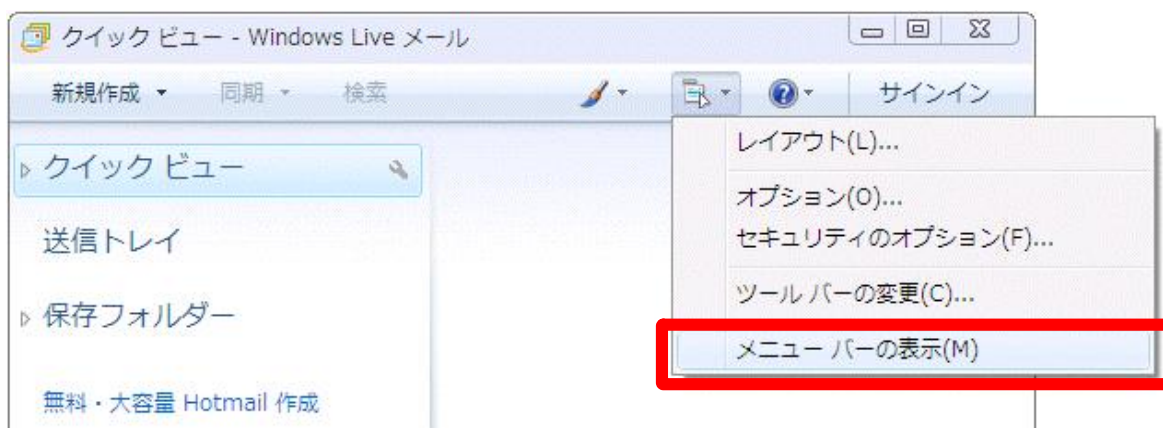 クイック ビュー - Windows Live メール
新規作成 同期 検索 サインイン
クイック ビュー
送信トレイ
保存フォルダー
無料・大容量 Hotmail 作成
レイアウト(L)...
オプション(O)...
セキュリティのオプション(F)...
ツール バーの変更(C)...
メニュー バーの表示(M)